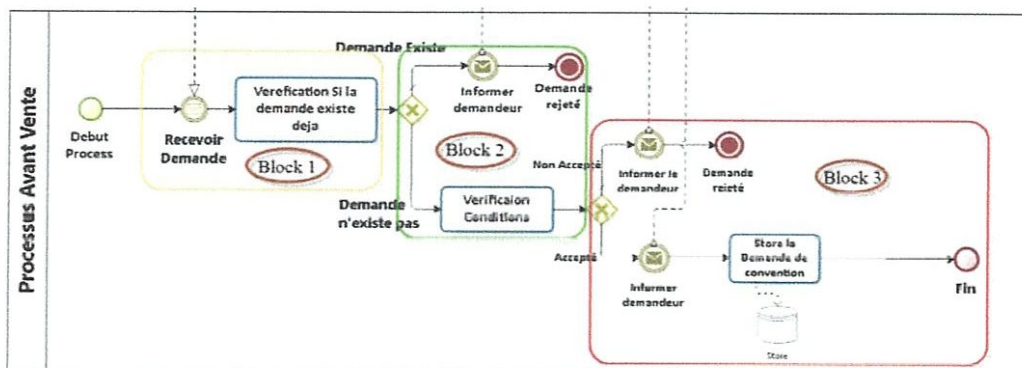 Processus Avant Vente
Debut
Process
Recevoir
Demande
Verefication Si la
demande existe
deja
Block 1
Demande Existe
Informer
demandeur
Demande
rejeté
Block 2
Demande
n'existe pas
Verificaion
Conditions
Non Accepté
Informer le
demandeur
Demande
rejeté
Block 3
Accepté
Informer
demandeur
Store la
Demande de
convention
Store
Fin